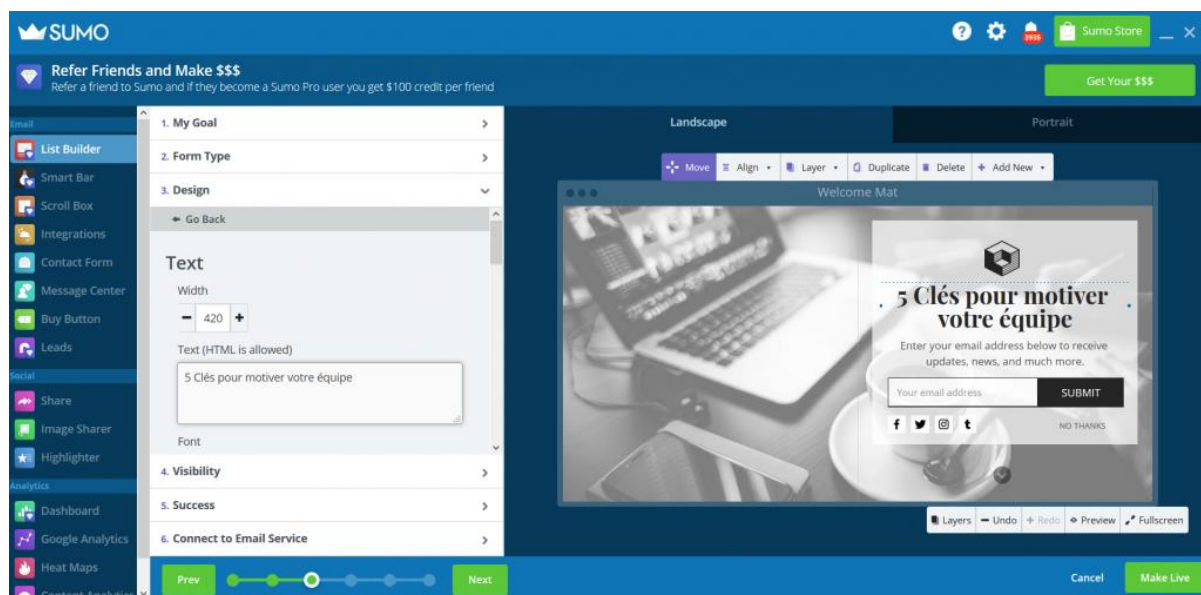 SUMO
3935
Sumo Store
Refer Friends and Make $$$
Refer a friend to Sumo and if they become a Sumo Pro user you get $100 credit per friend
Get Your $$$
Email
List Builder
Smart Bar
Scroll Box
Integrations
Contact Form
Message Center
Buy Button
Leads
Social
Share
Image Sharer
Highlighter
Analytics
Dashboard
Google Analytics
Heat Maps
Content Analytics
1. My Goal
2. Form Type
3. Design
Go Back
Text
Width
420
Text (HTML is allowed)
5 Clés pour motiver votre équipe
Font
4. Visibility
5. Success
6. Connect to Email Service
Prev
Next
Landscape
Portrait
Move Align Layer Duplicate Delete Add New
Welcome Mat
5 Clés pour motiver
votre équipe
Enter your email address below to receive
updates, news, and much more.
Your email address
SUBMIT
NO THANKS
Layers Undo Redo Preview Fullscreen
Cancel
Make Live